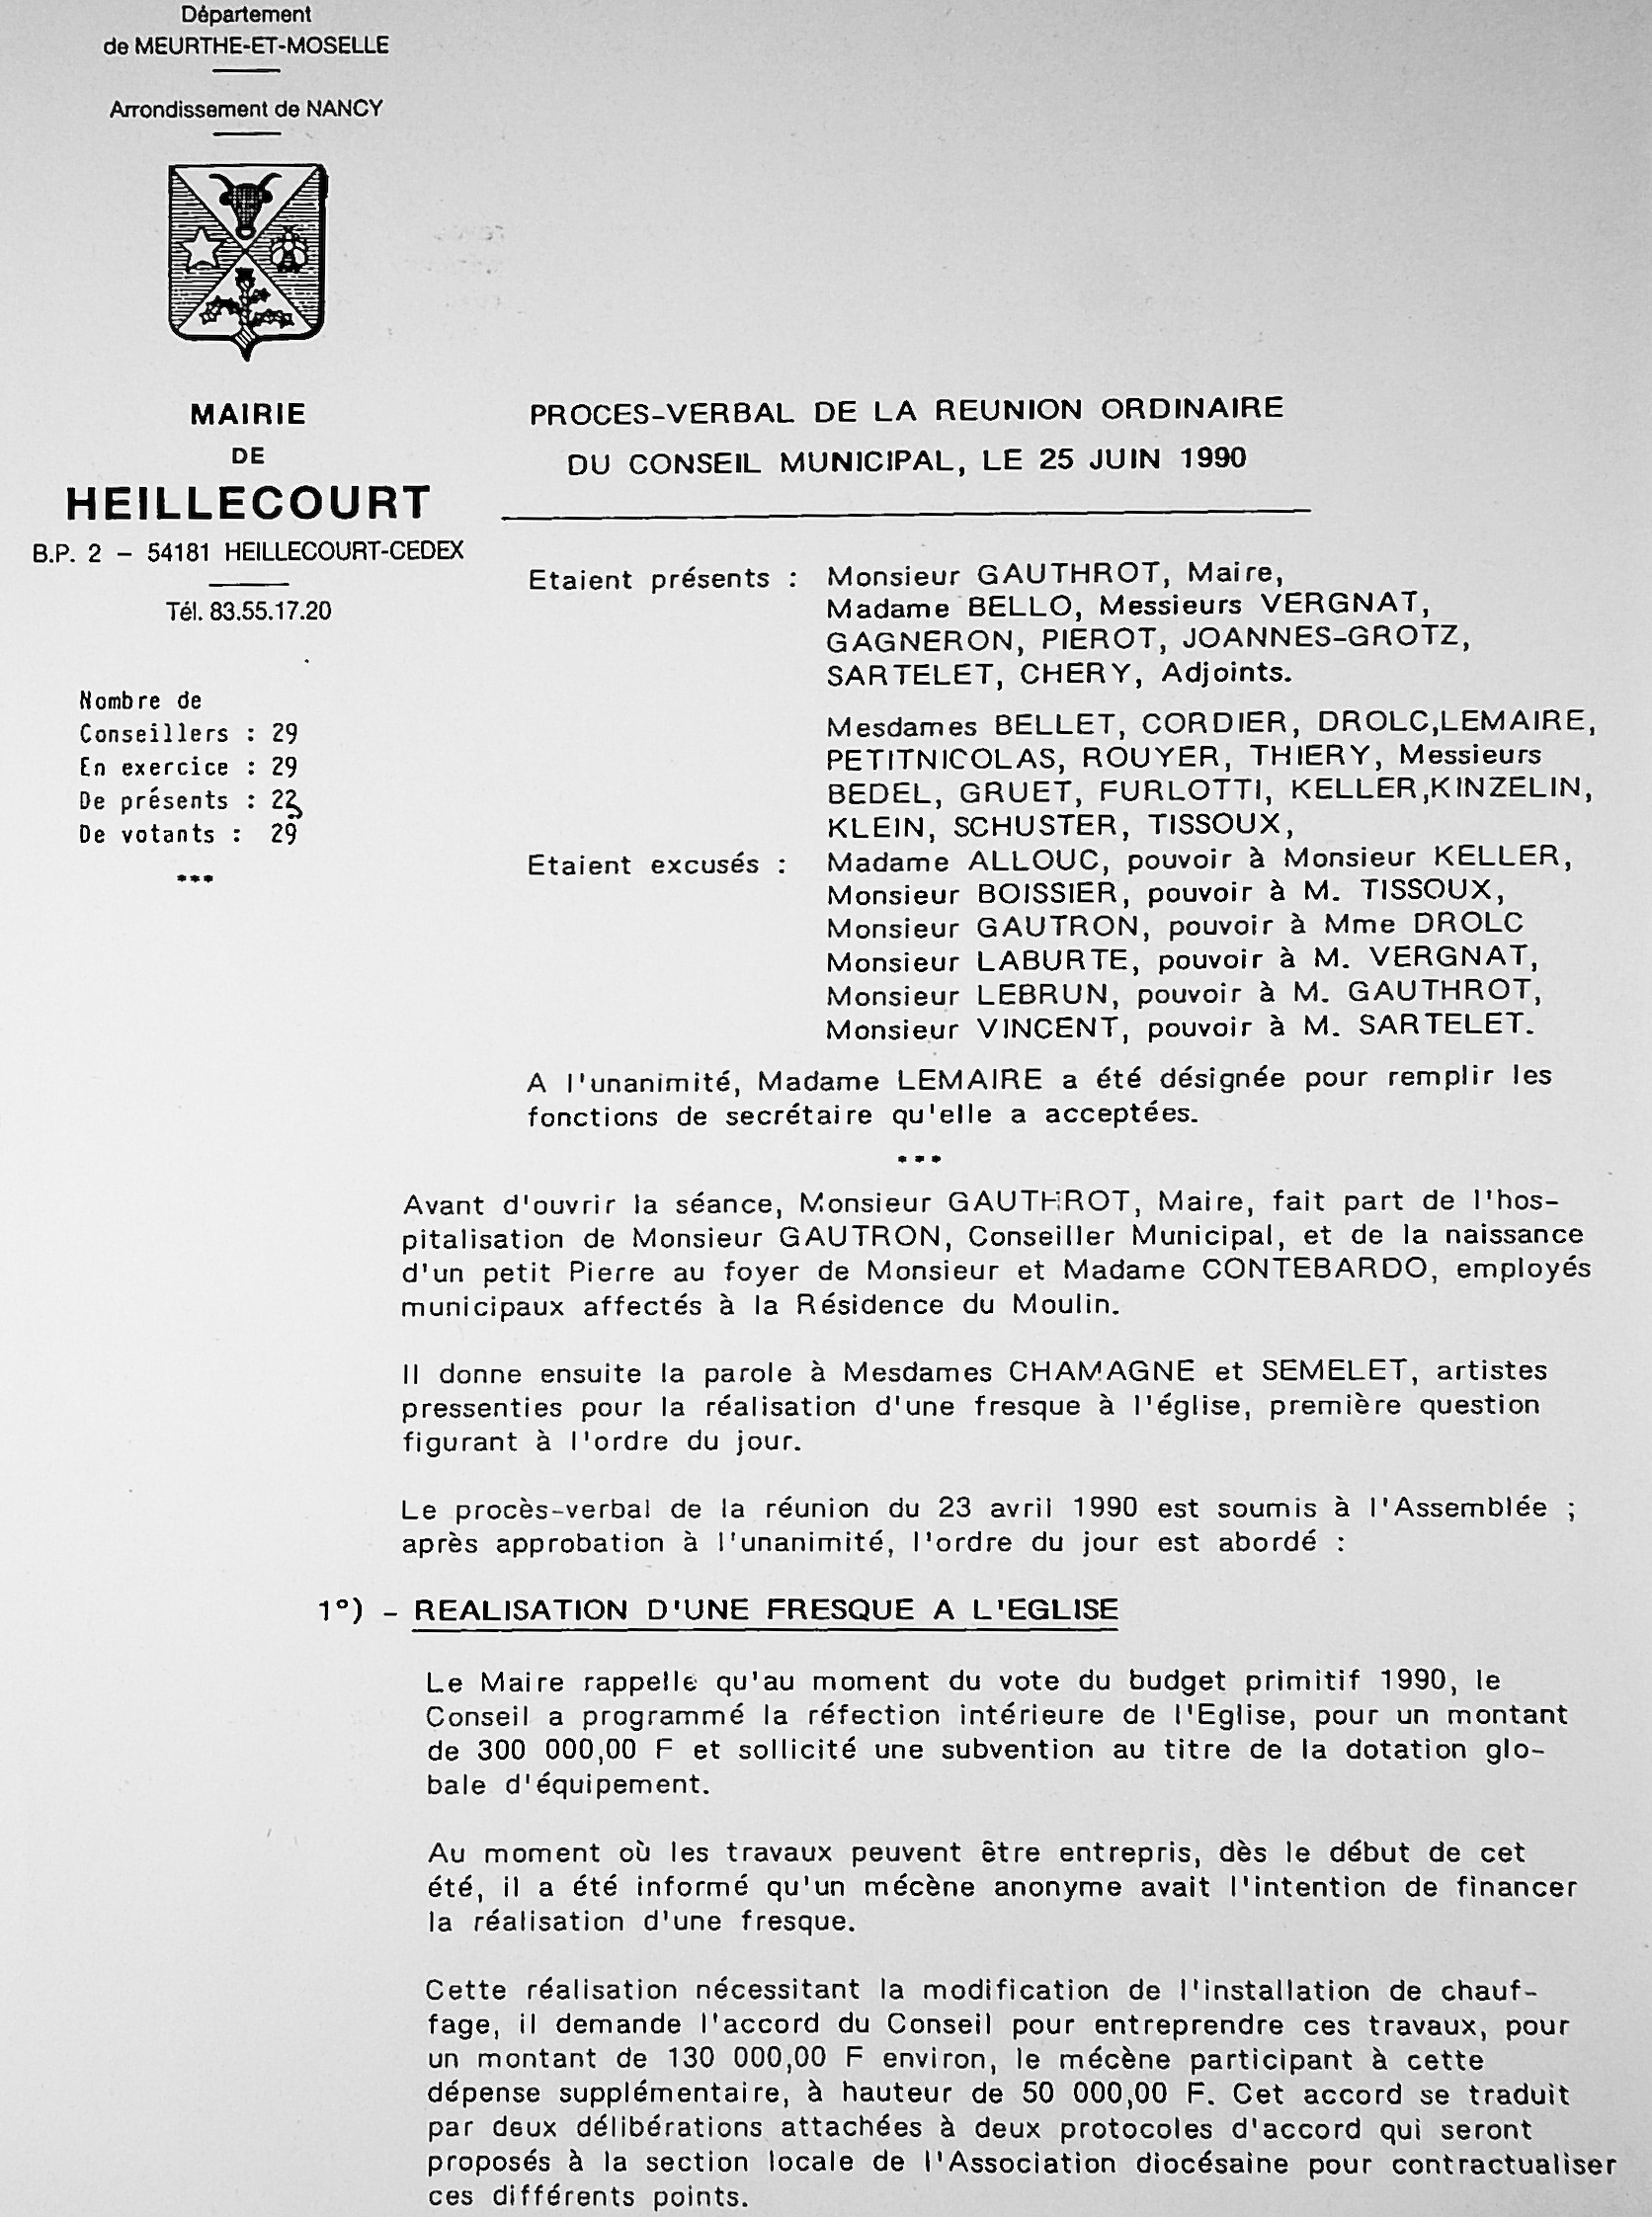 Département
de MEURTHE-ET-MOSELLE
Arrondissement de NANCY
MAIRIE
DE
HEILLECOURT
B.P. 2 – 54181 HEILLECOURT-CEDEX
Tél. 83.55.17.20
Nombre de
Conseillers : 29
En exercice : 29
De présents : 23
De votants : 29
***
PROCES-VERBAL DE LA REUNION ORDINAIRE
DU CONSEIL MUNICIPAL, LE 25 JUIN 1990
Etaient présents : Monsieur GAUTHROT, Maire,
Madame BELLO, Messieurs VERGNAT,
GAGNERON, PIEROT, JOANNES-GROTZ,
SARTELET, CHERY, Adjoints.
Mesdames BELLET, CORDIER, DROLC,LEMAIRE,
PETITNICOLAS, ROUYER, THIERY, Messieurs
BEDEL, GRUET, FURLOTTI, KELLER,KINZELIN,
KLEIN, SCHUSTER, TISSOUX,
Etaient excusés : Madame ALLOUC, pouvoir à Monsieur KELLER,
Monsieur BOISSIER, pouvoir à M. TISSOUX,
Monsieur GAUTRON, pouvoir à Mme DROLC
Monsieur LABURTE, pouvoir à M. VERGNAT,
Monsieur LEBRUN, pouvoir à M. GAUTHROT,
Monsieur VINCENT, pouvoir à M. SARTELET.
A l'unanimité, Madame LEMAIRE a été désignée pour remplir les
fonctions de secrétaire qu'elle a acceptées.
***
Avant d'ouvrir la séance, Monsieur GAUTHROT, Maire, fait part de l'hos-
pitalisation de Monsieur GAUTRON, Conseiller Municipal, et de la naissance
d'un petit Pierre au foyer de Monsieur et Madame CONTEBARDO, employés
municipaux affectés à la Résidence du Moulin.
Il donne ensuite la parole à Mesdames CHAMAGNE et SEMELET, artistes
pressenties pour la réalisation d'une fresque à l'église, première question
figurant à l'ordre du jour.
Le procès-verbal de la réunion du 23 avril 1990 est soumis à l'Assemblée ;
après approbation à l'unanimité, l'ordre du jour est abordé :
1°) - REALISATION D'UNE FRESQUE A L'EGLISE
Le Maire rappelle qu'au moment du vote du budget primitif 1990, le
Conseil a programmé la réfection intérieure de l'Eglise, pour un montant
de 300 000,00 F et sollicité une subvention au titre de la dotation glo-
bale d'équipement.
Au moment où les travaux peuvent être entrepris, dès le début de cet
été, il a été informé qu'un mécène anonyme avait l'intention de financer
la réalisation d'une fresque.
Cette réalisation nécessitant la modification de l'installation de chauf-
fage, il demande l'accord du Conseil pour entreprendre ces travaux, pour
un montant de 130 000,00 F environ, le mécène participant à cette
dépense supplémentaire, à hauteur de 50 000,00 F. Cet accord se traduit
par deux délibérations attachées à deux protocoles d'accord qui seront
proposés à la section locale de l'Association diocésaine pour contractualiser
ces différents points.